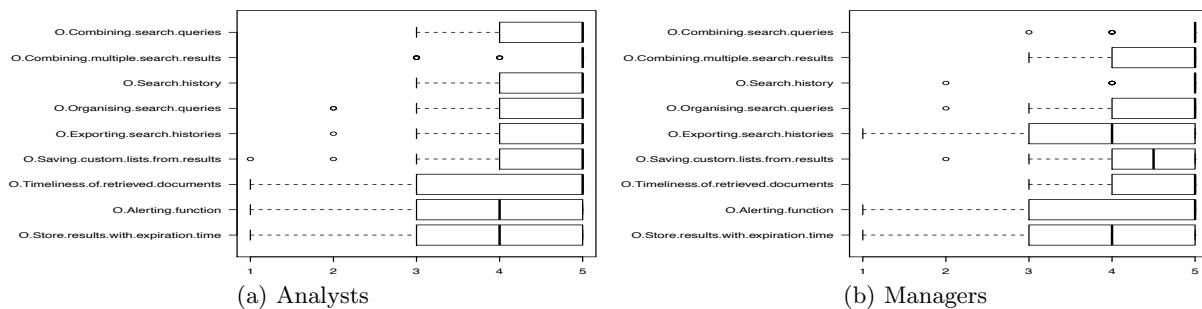 O.Combining.search.queries
O.Combining.multiple.search.results
O.Search.history
O.Organising.search.queries
O.Exporting.search.histories
O.Saving.custom.lists.from.results
O.Timeliness.of.retrieved.documents
O.Alerting.function
O.Store.results.with.expiration.time
1 2 3 4 5
(a) Analysts
O.Combining.search.queries
O.Combining.multiple.search.results
O.Search.history
O.Organising.search.queries
O.Exporting.search.histories
O.Saving.custom.lists.from.results
O.Timeliness.of.retrieved.documents
O.Alerting.function
O.Store.results.with.expiration.time
1 2 3 4 5
(b) Managers